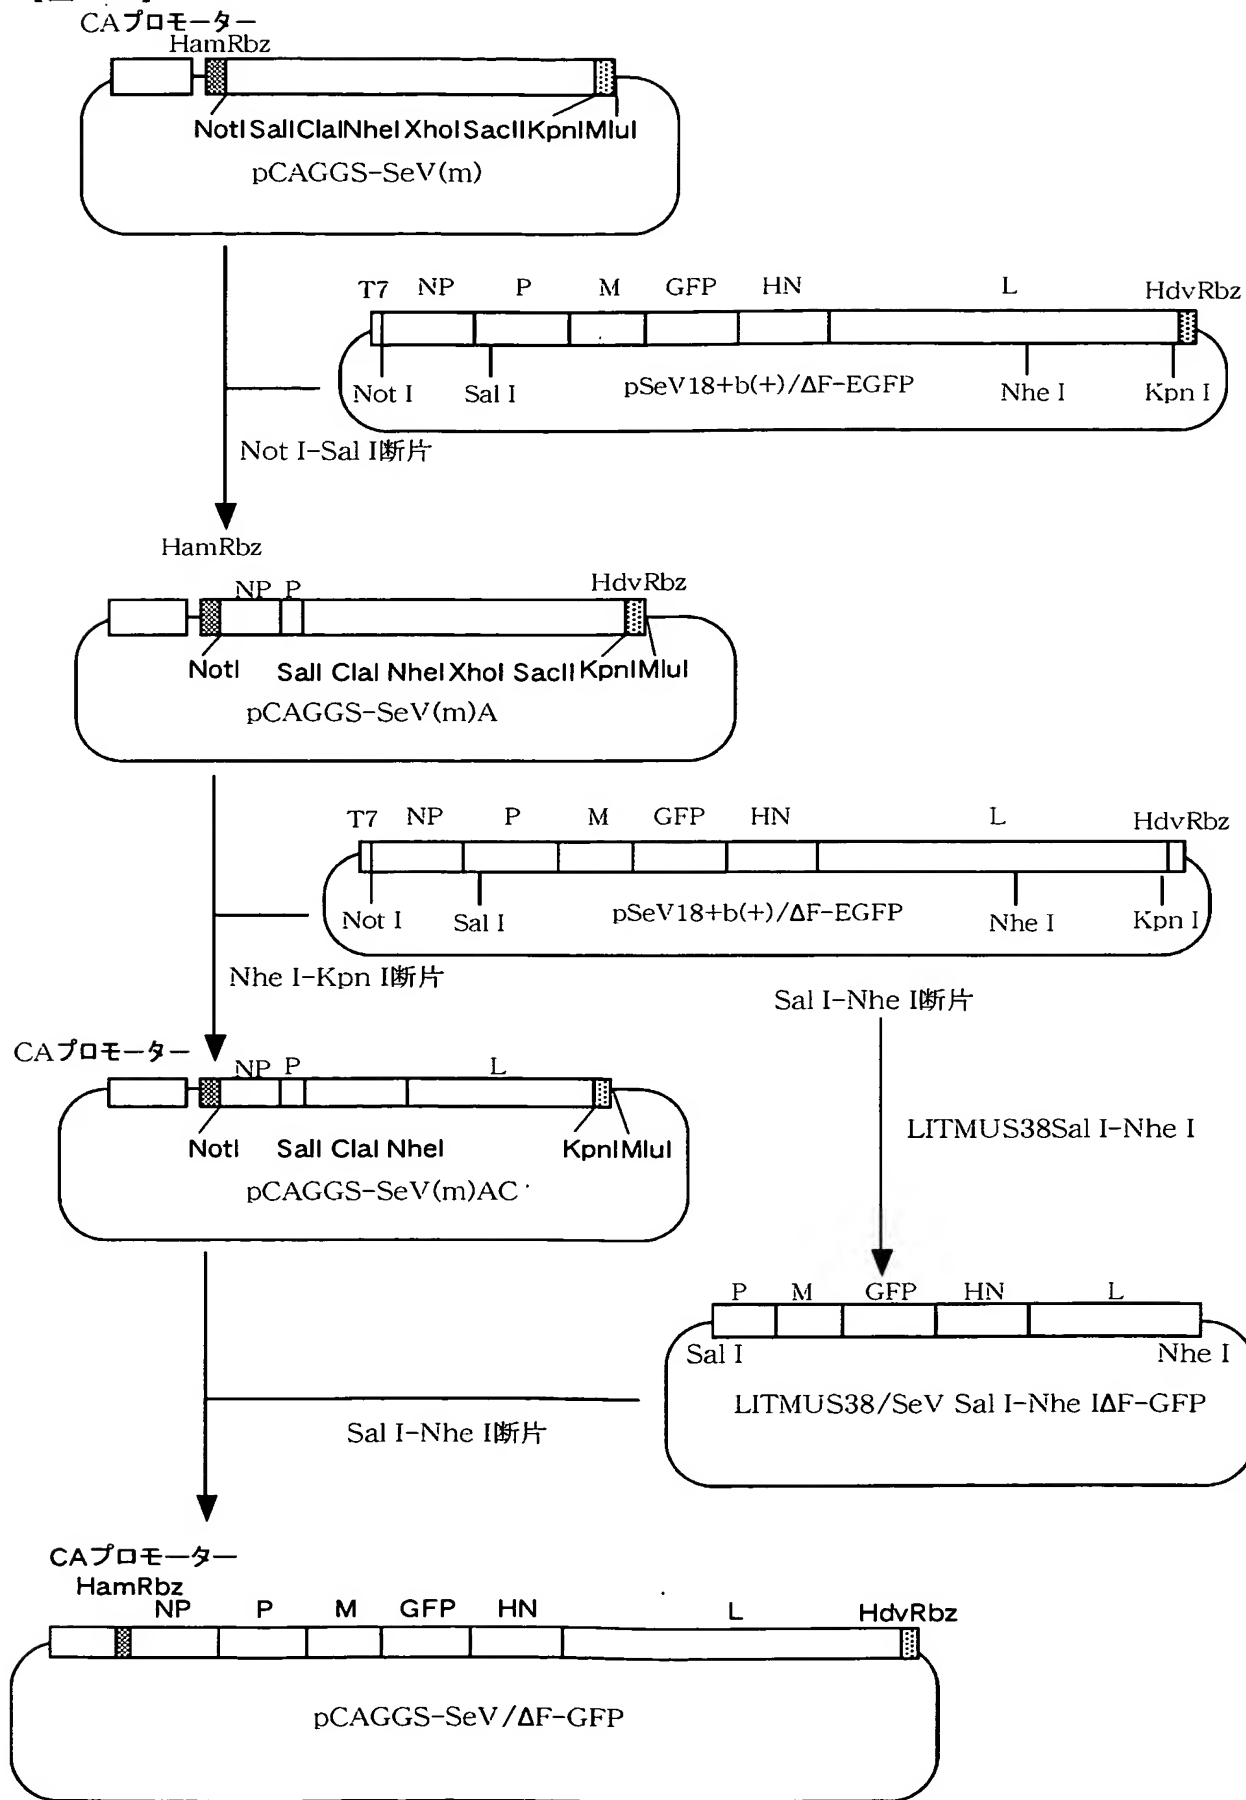 CAプロモーター
HamRbz
NotI SalI ClaI NheI XhoI SacII KpnI MluI
pCAGGS-SeV(m)
T7 NP P M GFP HN L HdvRbz
Not I Sal I pSeV18+b(+)/ΔF-EGFP Nhe I Kpn I
Not I-Sal I断片
HamRbz
NP P HdvRbz
NotI SalI ClaI NheI XhoI SacII KpnI MluI
pCAGGS-SeV(m)A
T7 NP P M GFP HN L HdvRbz
Not I Sal I pSeV18+b(+)/ΔF-EGFP Nhe I Kpn I
Nhe I-Kpn I断片
Sal I-Nhe I断片
CAプロモーター
NP P L
NotI SalI ClaI NheI KpnI MluI
pCAGGS-SeV(m)AC
LITMUS38Sal I-Nhe I
P M GFP HN L
Sal I Nhe I
LITMUS38/SeV Sal I-Nhe IΔF-GFP
Sal I-Nhe I断片
CAプロモーター
HamRbz
NP P M GFP HN L HdvRbz
pCAGGS-SeV/ΔF-GFP